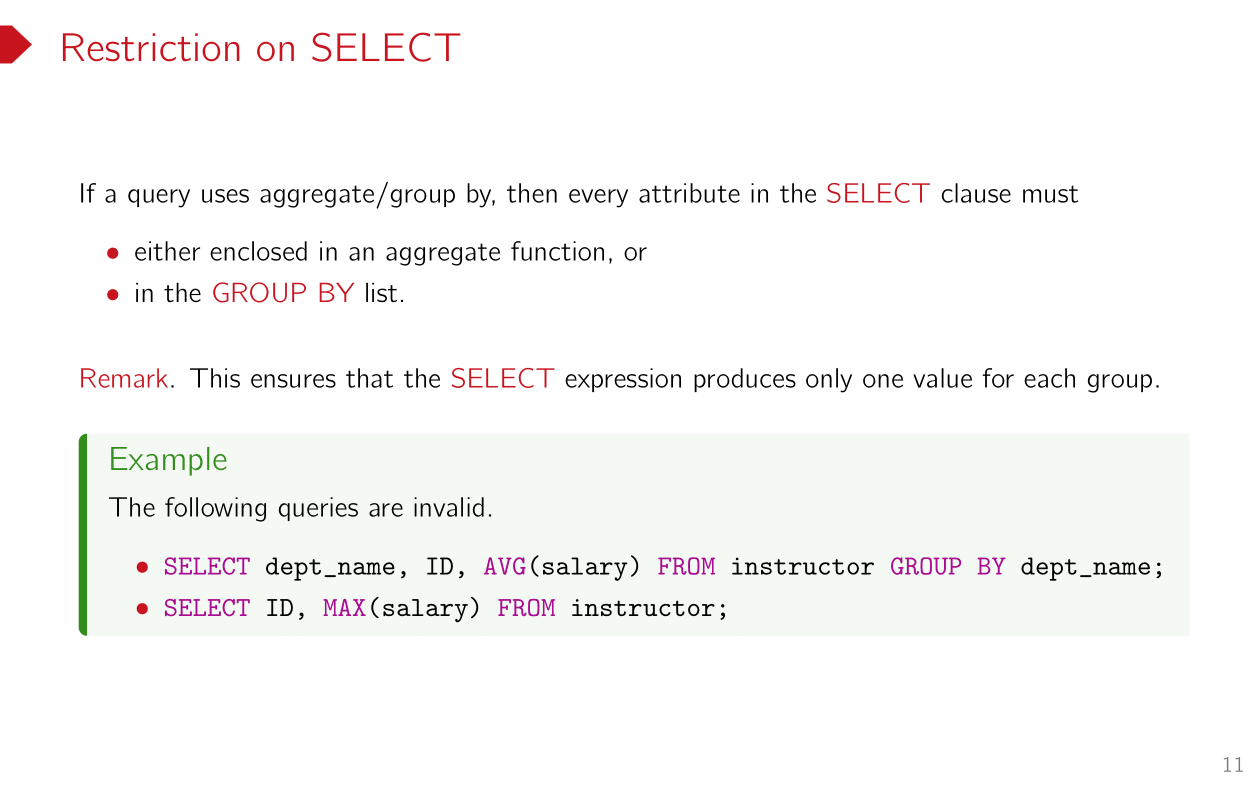 Restriction on SELECT
If a query uses aggregate/group by, then every attribute in the SELECT clause must
• either enclosed in an aggregate function, or
• in the GROUP BY list.
Remark. This ensures that the SELECT expression produces only one value for each group.
Example
The following queries are invalid.
• SELECT dept_name, ID, AVG(salary) FROM instructor GROUP BY dept_name;
• SELECT ID, MAX(salary) FROM instructor;
11